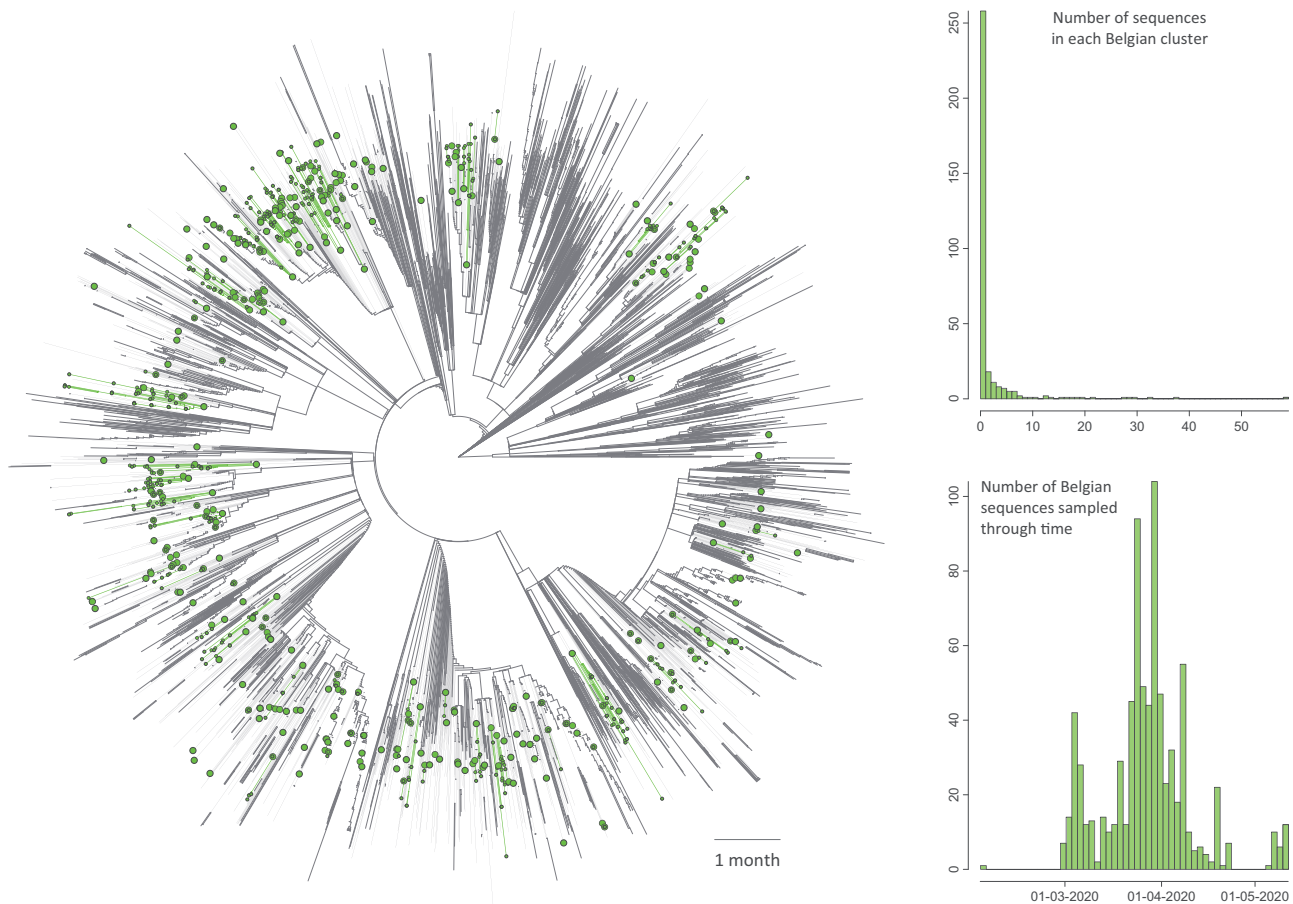 Number of sequences
in each Belgian cluster
250
200
150
100
50
0
0 10 20 30 40 50
Number of Belgian
sequences sampled
through time
100
80
60
40
20
0
01-03-2020 01-04-2020 01-05-2020
1 month